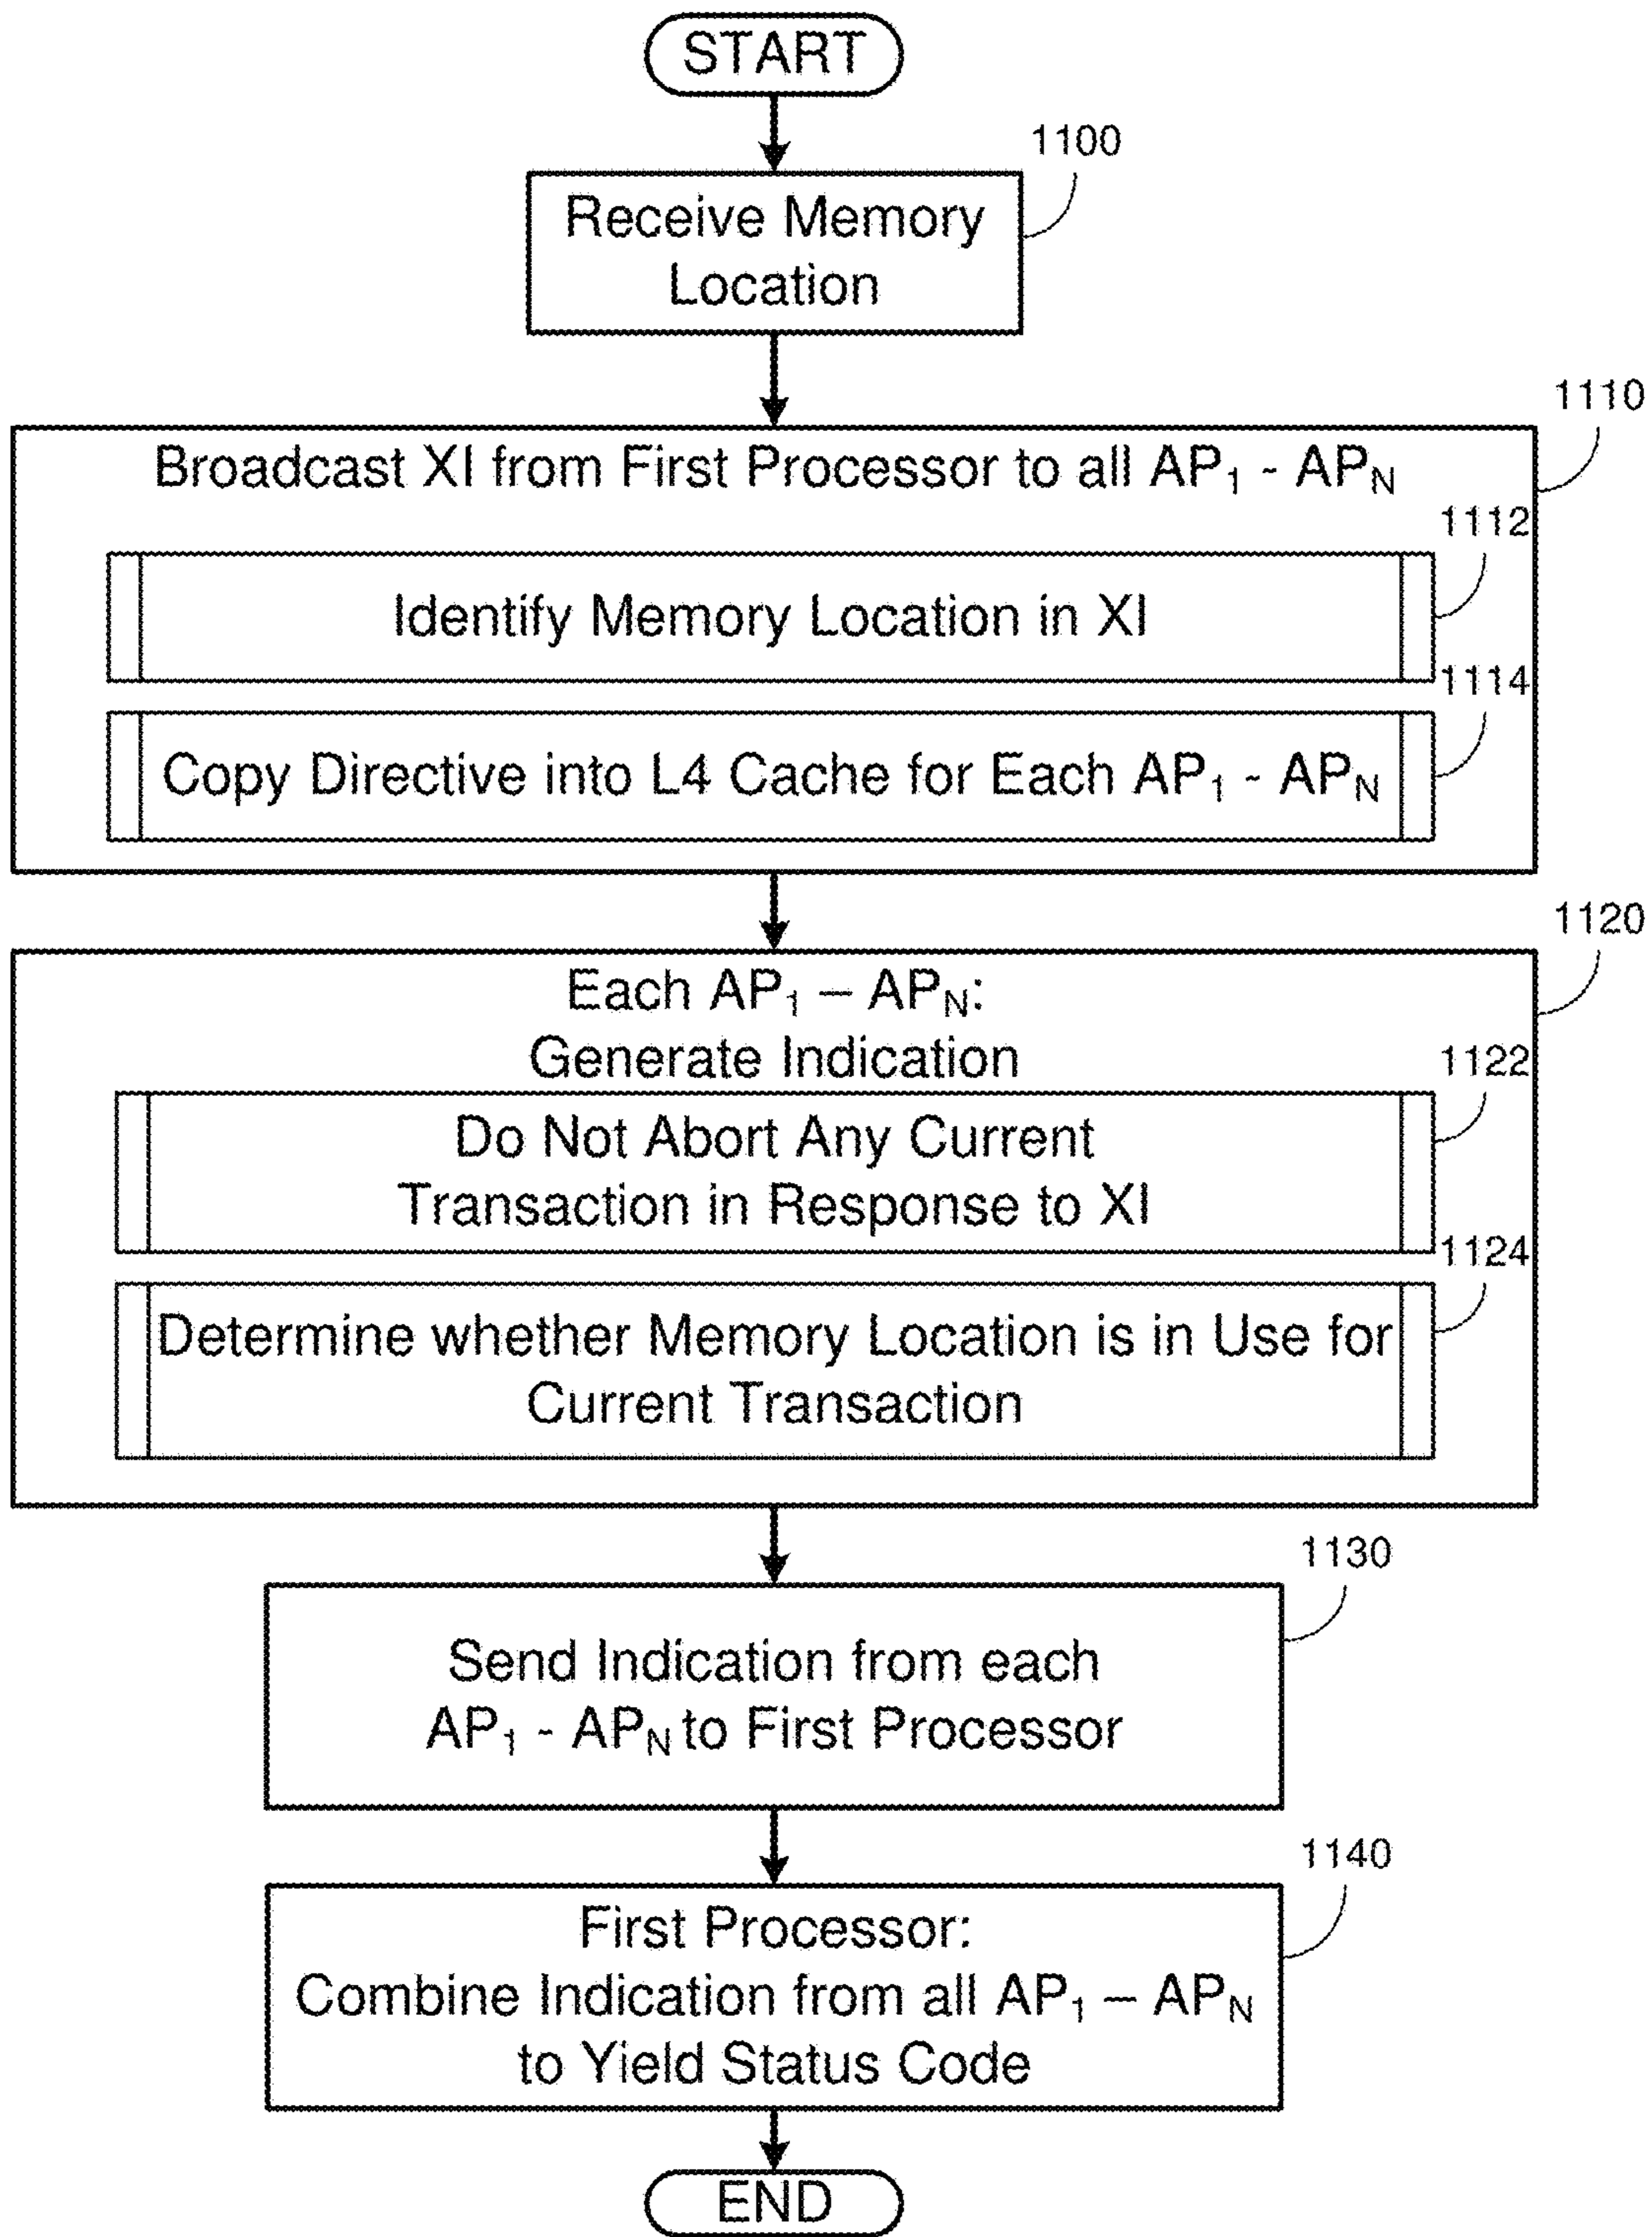 START
1100
Receive Memory
Location
1110
Broadcast XI from First Processor to all AP₁ - APN
1112
Identify Memory Location in XI
1114
Copy Directive into L4 Cache for Each AP₁ - APN
1120
Each AP₁ – APN:
Generate Indication
1122
Do Not Abort Any Current
Transaction in Response to XI
1124
Determine whether Memory Location is in Use for
Current Transaction
1130
Send Indication from each
AP₁ - APN to First Processor
1140
First Processor:
Combine Indication from all AP₁ – APN
to Yield Status Code
END